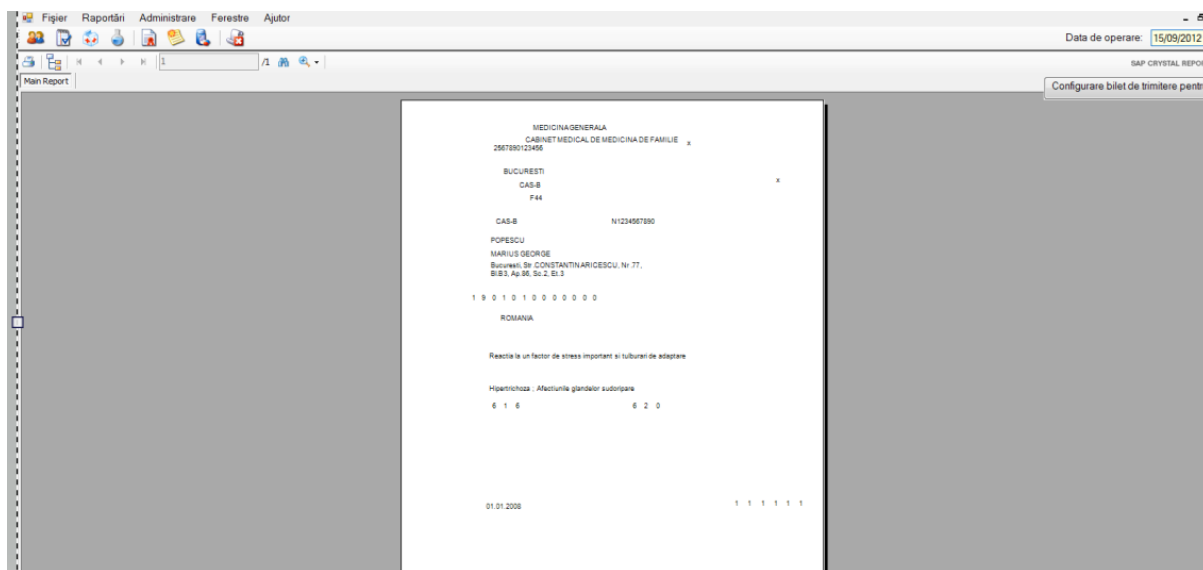 Fișier Raportări Administrare Ferestre Ajutor
Data de operare: 15/09/2012
1 /1
SAP CRYSTAL REPO
Main Report
Configurare bilet de trimitere pentr
MEDICINA GENERALA
CABINET MEDICAL DE MEDICINA DE FAMILIE x
2567890123456
BUCURESTI
x
CAS-B
F44
CAS-B N1234567890
POPESCU
MARIUS GEORGE
Bucuresti, Str.CONSTANTIN ARICESCU, Nr.77,
Bl.B3, Ap.86, Sc.2, Et.3
1 9 0 1 0 1 0 0 0 0 0 0 0
ROMANIA
Reactia la un factor de stress important si tulburari de adaptare
Hipertrichoza ; Afectiunile glandelor sudoripare
6 1 6 6 2 0
01.01.2008 1 1 1 1 1 1